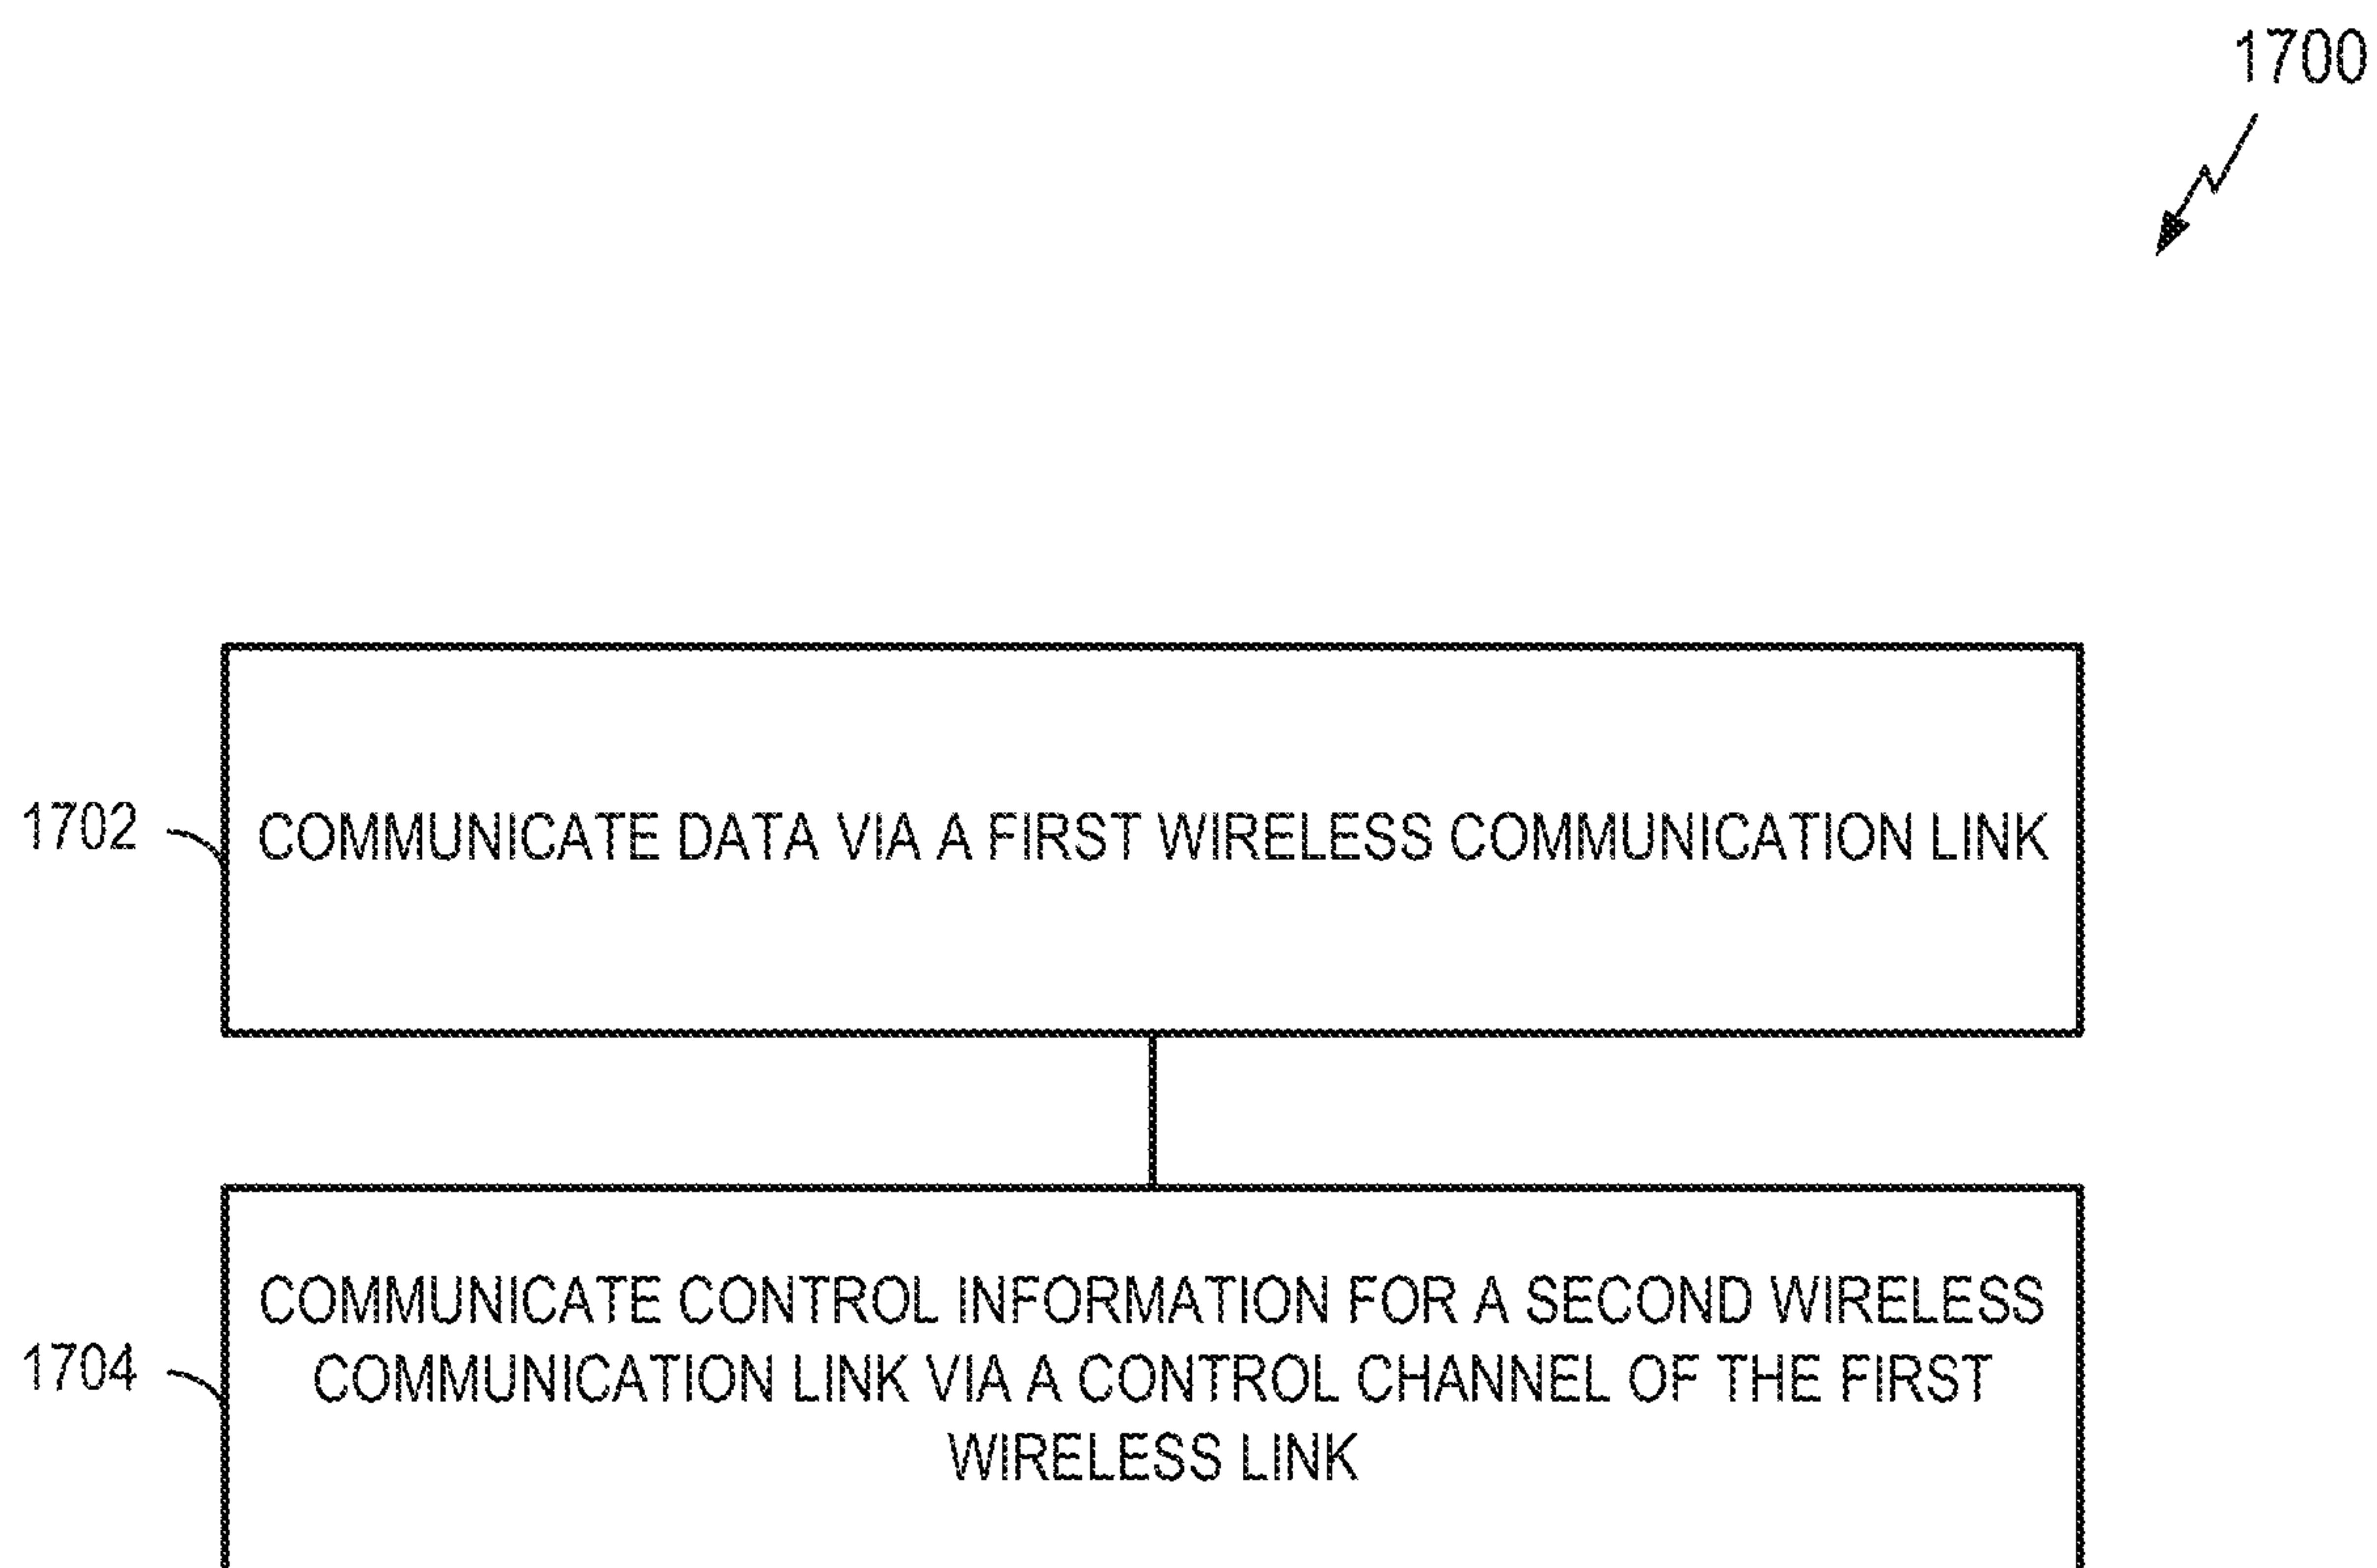 1700
1702
COMMUNICATE DATA VIA A FIRST WIRELESS COMMUNICATION LINK
1704
COMMUNICATE CONTROL INFORMATION FOR A SECOND WIRELESS
COMMUNICATION LINK VIA A CONTROL CHANNEL OF THE FIRST
WIRELESS LINK